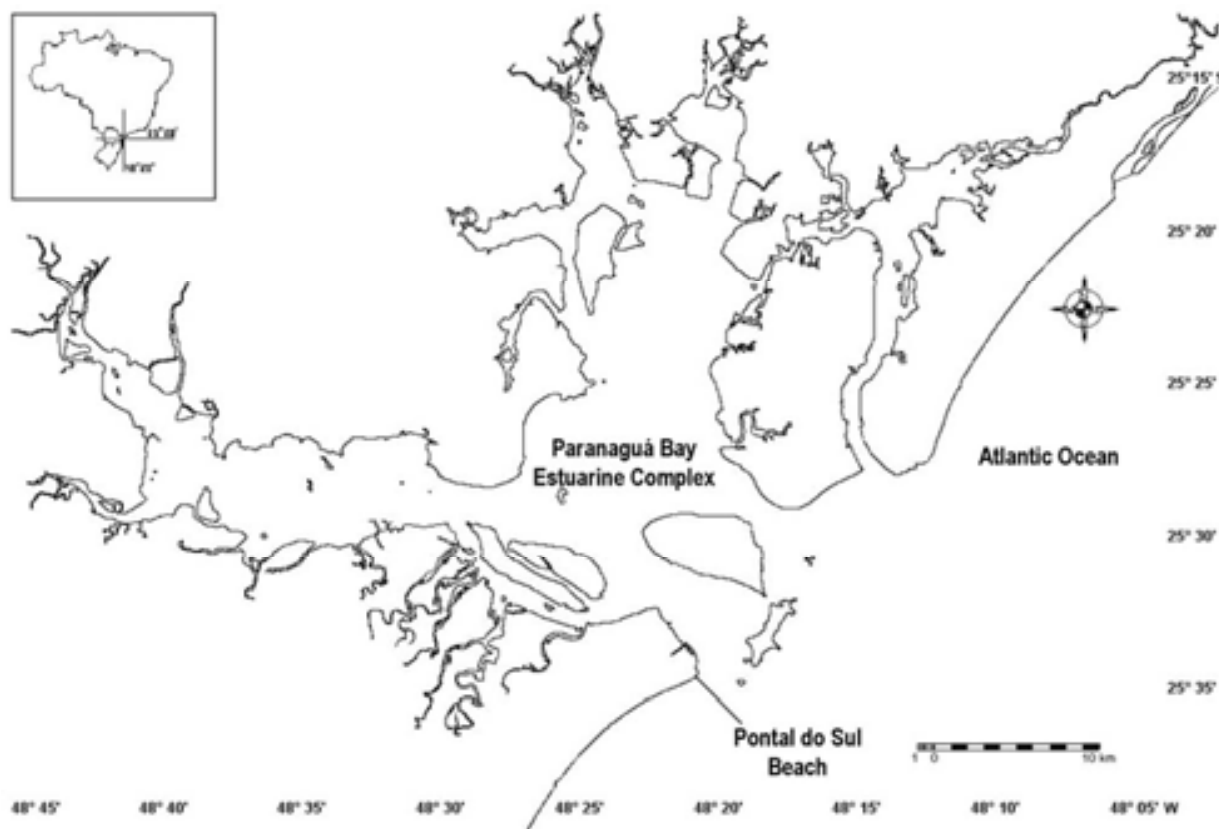 25°15'
25° 20'
25° 25'
Paranaguá Bay
Estuarine Complex
Atlantic Ocean
25° 30'
25° 35'
Pontal do Sul
Beach
1 0 10 km
48° 45' 48° 40' 48° 35' 48° 30' 48° 25' 48° 20' 48° 15' 48° 10' 48° 05' W